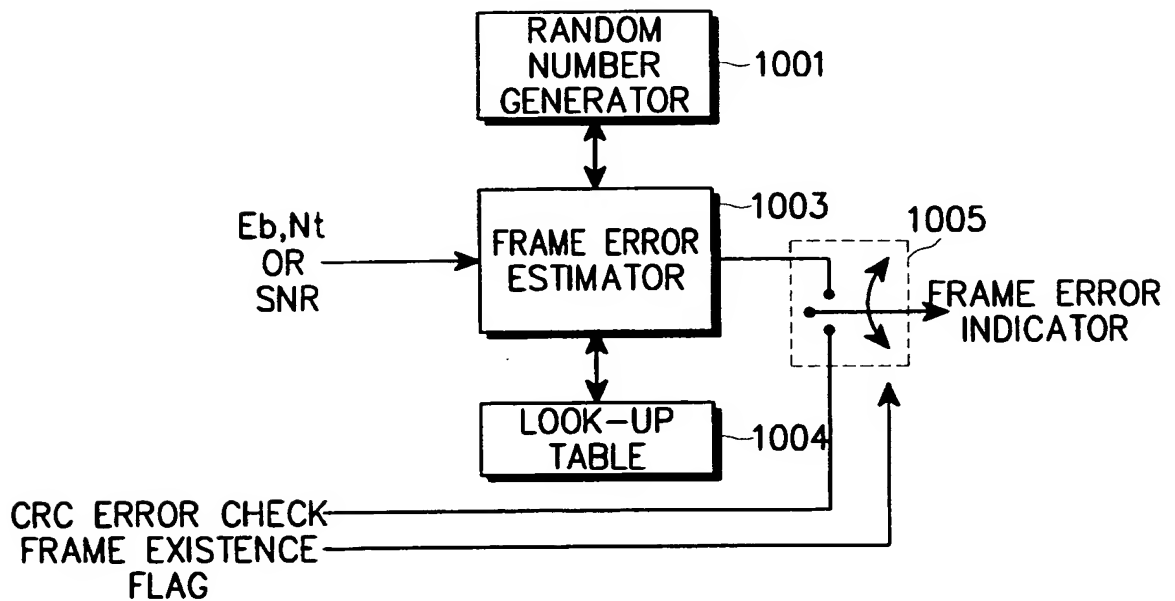 RANDOM
NUMBER
GENERATOR
1001
Eb,Nt
OR
SNR
FRAME ERROR
ESTIMATOR
1003
1005
FRAME ERROR
INDICATOR
LOOK-UP
TABLE
1004
CRC ERROR CHECK
FRAME EXISTENCE
FLAG